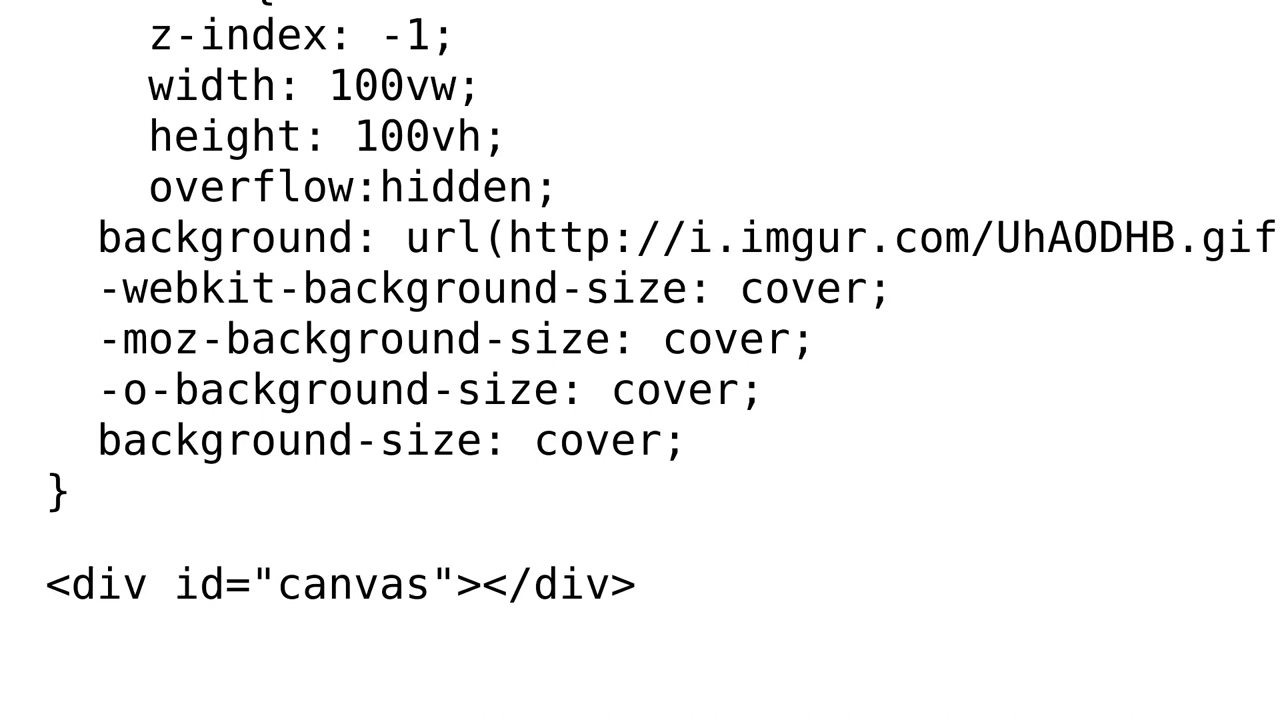 z-index: -1;
width: 100vw;
height: 100vh;
overflow:hidden;
background: url(http://i.imgur.com/UhAODHB.gif
-webkit-background-size: cover;
-moz-background-size: cover;
-o-background-size: cover;
background-size: cover;
}
<div id="canvas"></div>